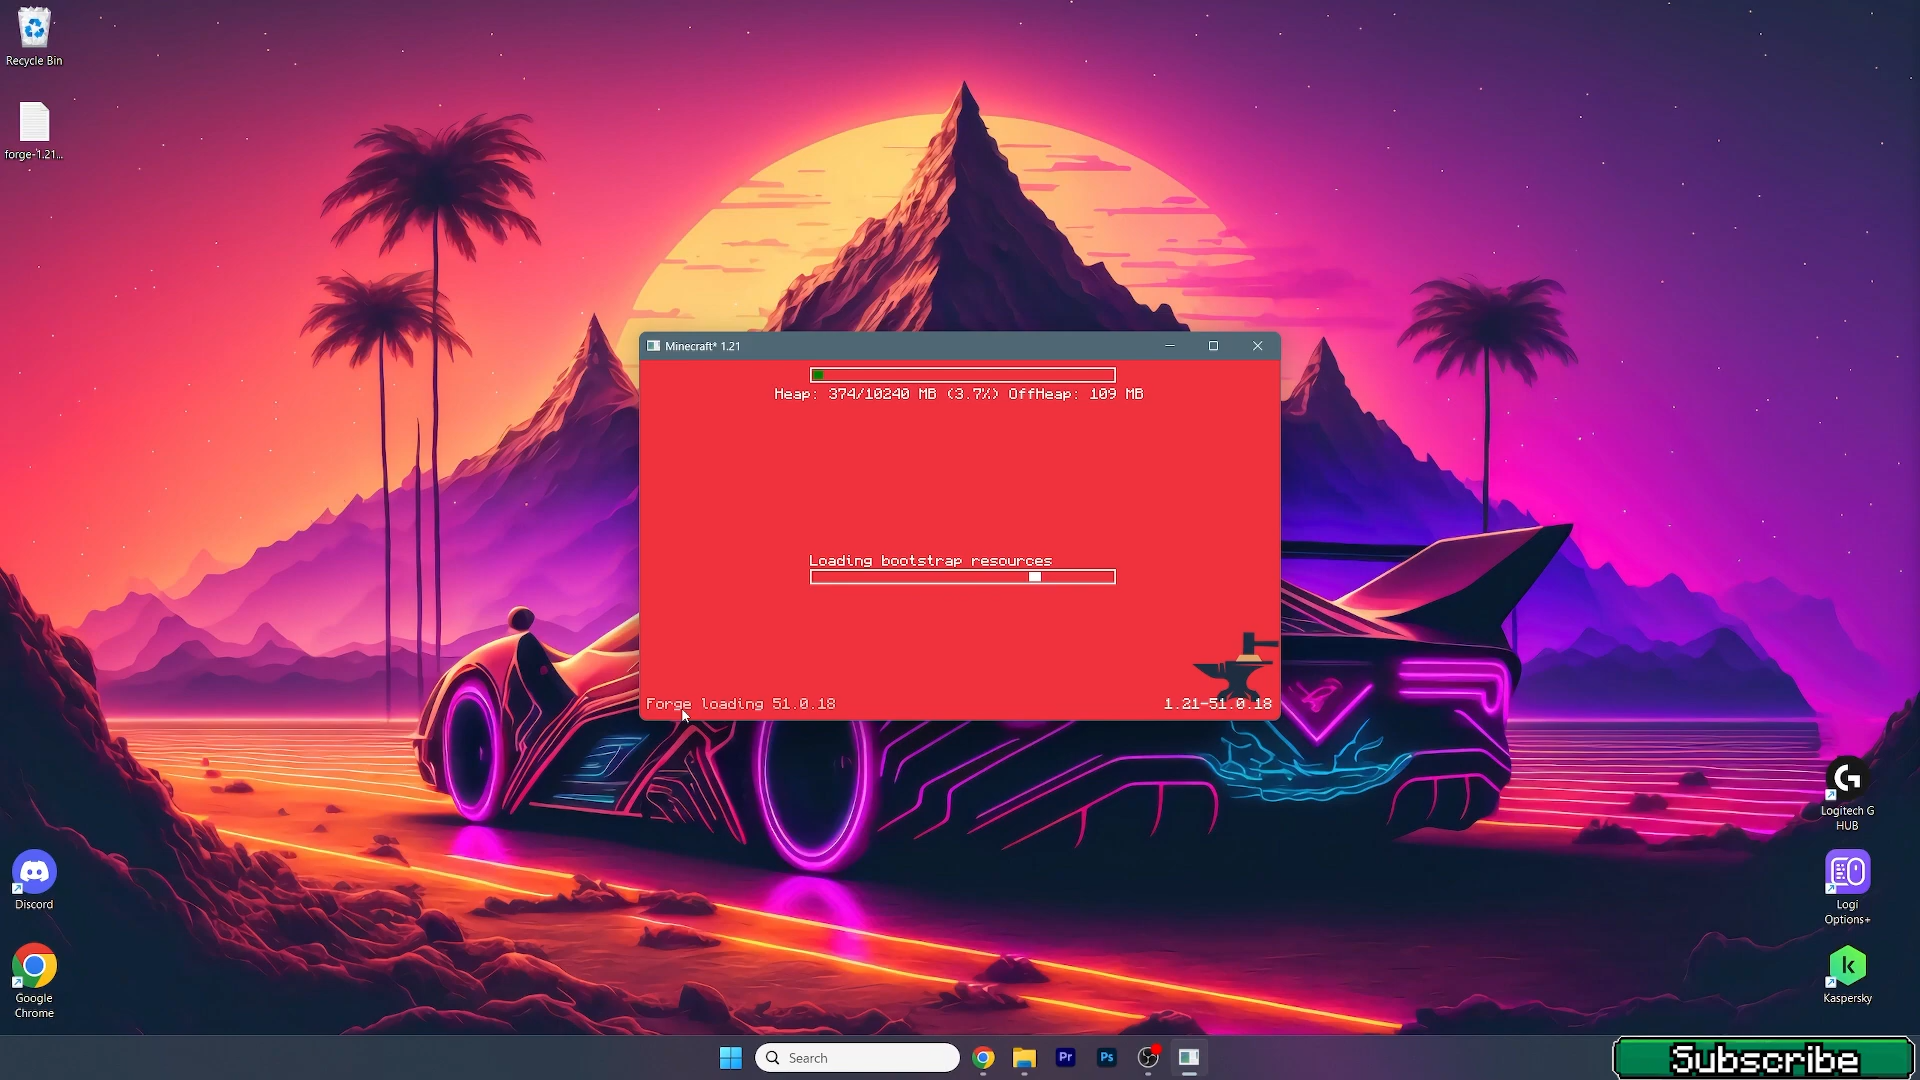 Recycle Bin
forge-1.21...
Minecraft* 1.21
Heap: 374/10240 MB (3.7%) OffHeap: 109 MB
Loading bootstrap resources
Forge loading 51.0.18
1.21-51.0.18
Logitech G
HUB
Discord
Logi
Options+
Google
Chrome
Kaspersky
Search
Pr
Ps
Subscribe